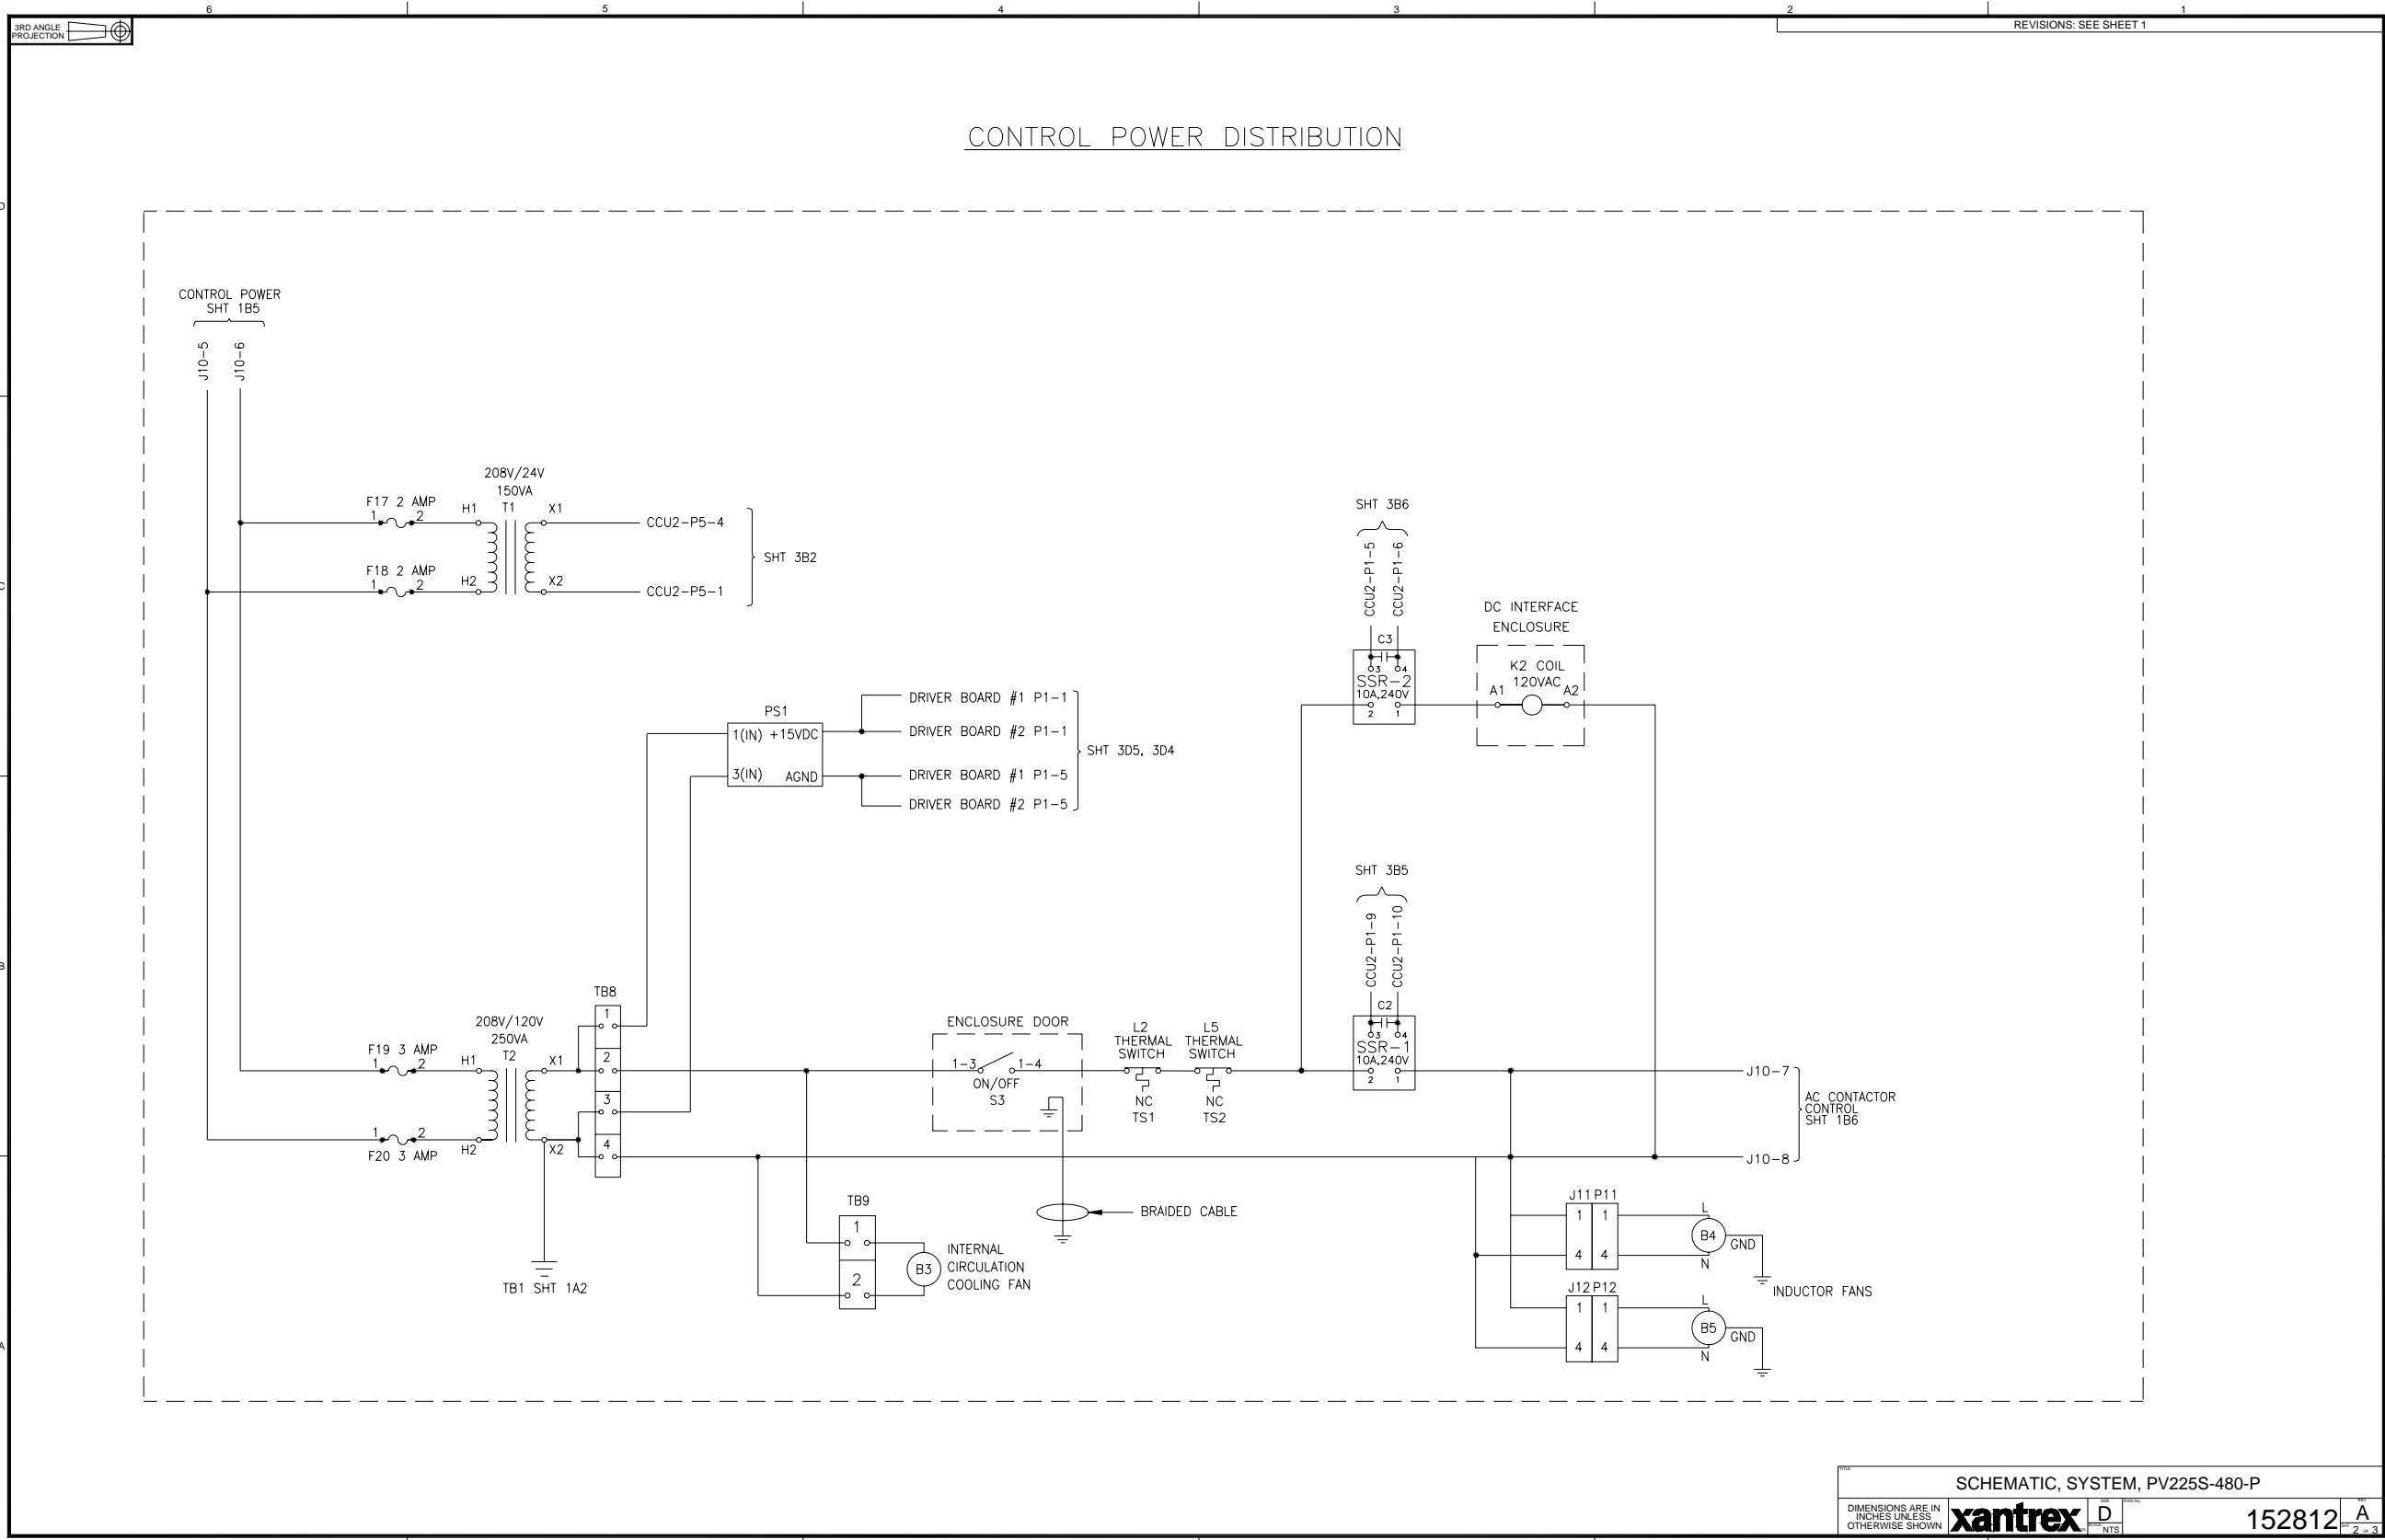 6 5 4 3 2 1
3RD ANGLE
PROJECTION
REVISIONS: SEE SHEET 1
CONTROL POWER DISTRIBUTION
D
C
B
A
CONTROL POWER
SHT 1B5
J10-5
J10-6
208V/24V
150VA
T1
F17 2 AMP
1 2
H1
X1
CCU2-P5-4
F18 2 AMP
1 2
H2
X2
CCU2-P5-1
SHT 3B2
PS1
1(IN) +15VDC
3(IN) AGND
DRIVER BOARD #1 P1-1
DRIVER BOARD #2 P1-1
DRIVER BOARD #1 P1-5
DRIVER BOARD #2 P1-5
SHT 3D5, 3D4
SHT 3B6
CCU2-P1-5
CCU2-P1-6
C3
3 4
SSR-2
10A,240V
2 1
DC INTERFACE
ENCLOSURE
K2 COIL
120VAC
A1 A2
SHT 3B5
CCU2-P1-9
CCU2-P1-10
C2
3 4
SSR-1
10A,240V
2 1
208V/120V
250VA
T2
F19 3 AMP
1 2
H1
X1
1 2
F20 3 AMP
H2
X2
TB1 SHT 1A2
TB8
1
2
3
4
ENCLOSURE DOOR
1-3 1-4
ON/OFF
S3
L2
THERMAL
SWITCH
NC
TS1
L5
THERMAL
SWITCH
NC
TS2
J10-7
J10-8
AC CONTACTOR
CONTROL
SHT 1B6
TB9
1
2
B3
INTERNAL
CIRCULATION
COOLING FAN
BRAIDED CABLE
J11 P11
1 1
4 4
L
B4
GND
N
J12 P12
1 1
4 4
L
B5
GND
N
INDUCTOR FANS
SCHEMATIC, SYSTEM, PV225S-480-P
DIMENSIONS ARE IN
INCHES UNLESS
OTHERWISE SHOWN
xantrex
D
NTS
152812
A
2 OF 3